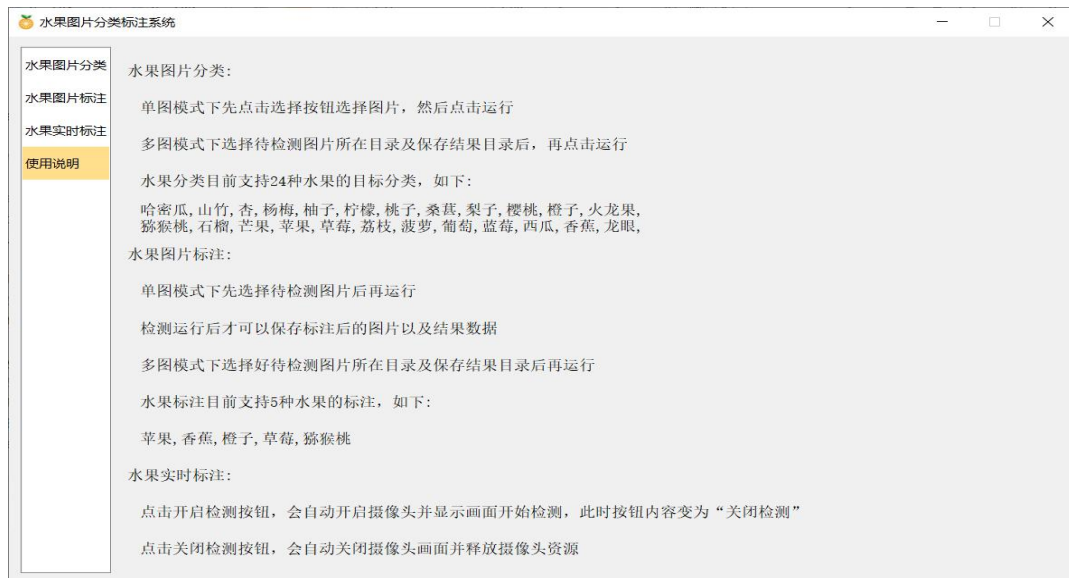 水果图片分类标注系统
水果图片分类
水果图片标注
水果实时标注
使用说明
水果图片分类:
单图模式下先点击选择按钮选择图片，然后点击运行
多图模式下选择待检测图片所在目录及保存结果目录后，再点击运行
水果分类目前支持24种水果的目标分类，如下:
哈密瓜,山竹,杏,杨梅,柚子,柠檬,桃子,桑葚,梨子,樱桃,橙子,火龙果,
猕猴桃,石榴,芒果,苹果,草莓,荔枝,菠萝,葡萄,蓝莓,西瓜,香蕉,龙眼,
水果图片标注:
单图模式下先选择待检测图片后再运行
检测运行后才可以保存标注后的图片以及结果数据
多图模式下选择好待检测图片所在目录及保存结果目录后再运行
水果标注目前支持5种水果的标注，如下:
苹果,香蕉,橙子,草莓,猕猴桃
水果实时标注:
点击开启检测按钮，会自动开启摄像头并显示画面开始检测，此时按钮内容变为“关闭检测”
点击关闭检测按钮，会自动关闭摄像头画面并释放摄像头资源